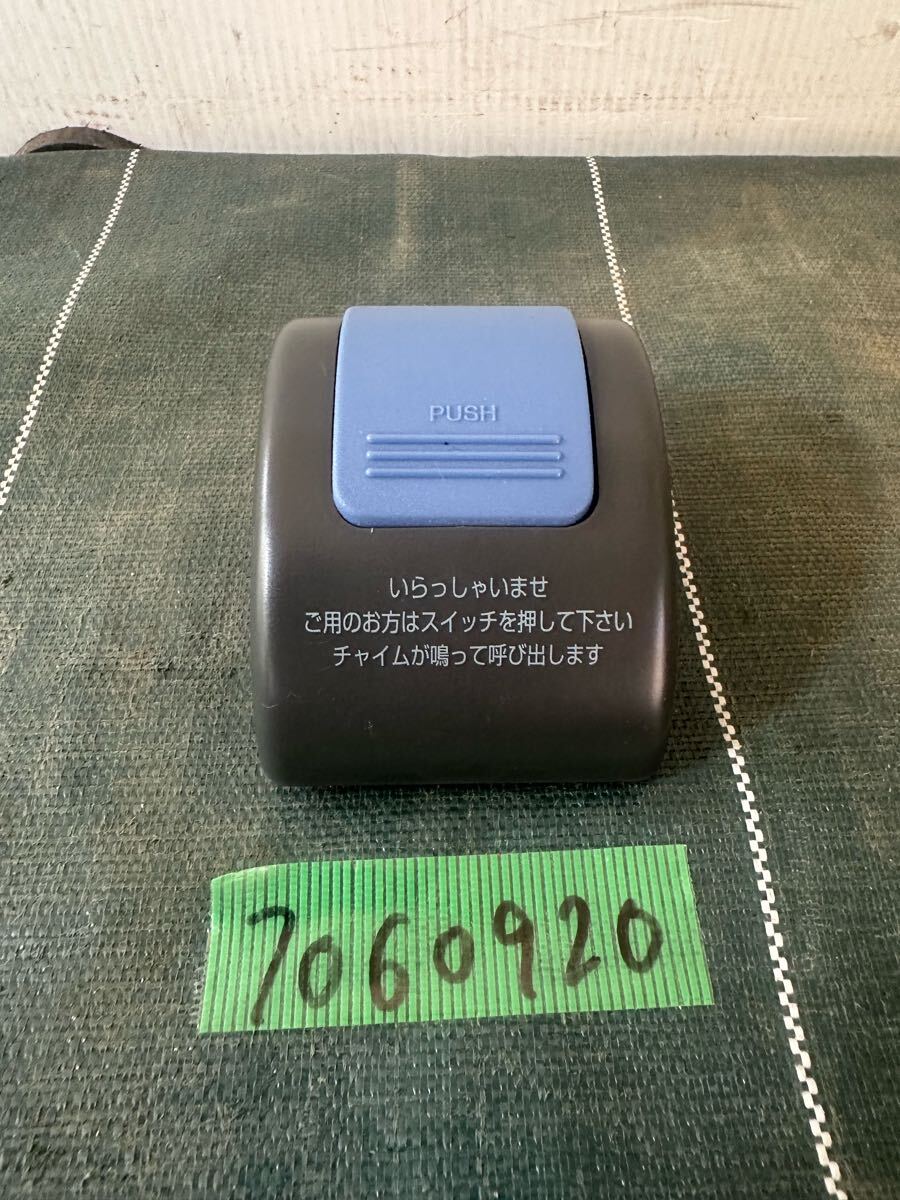 PUSH
いらっしゃいませ
ご用のお方はスイッチを押して下さい
チャイムが鳴って呼び出します
7060920